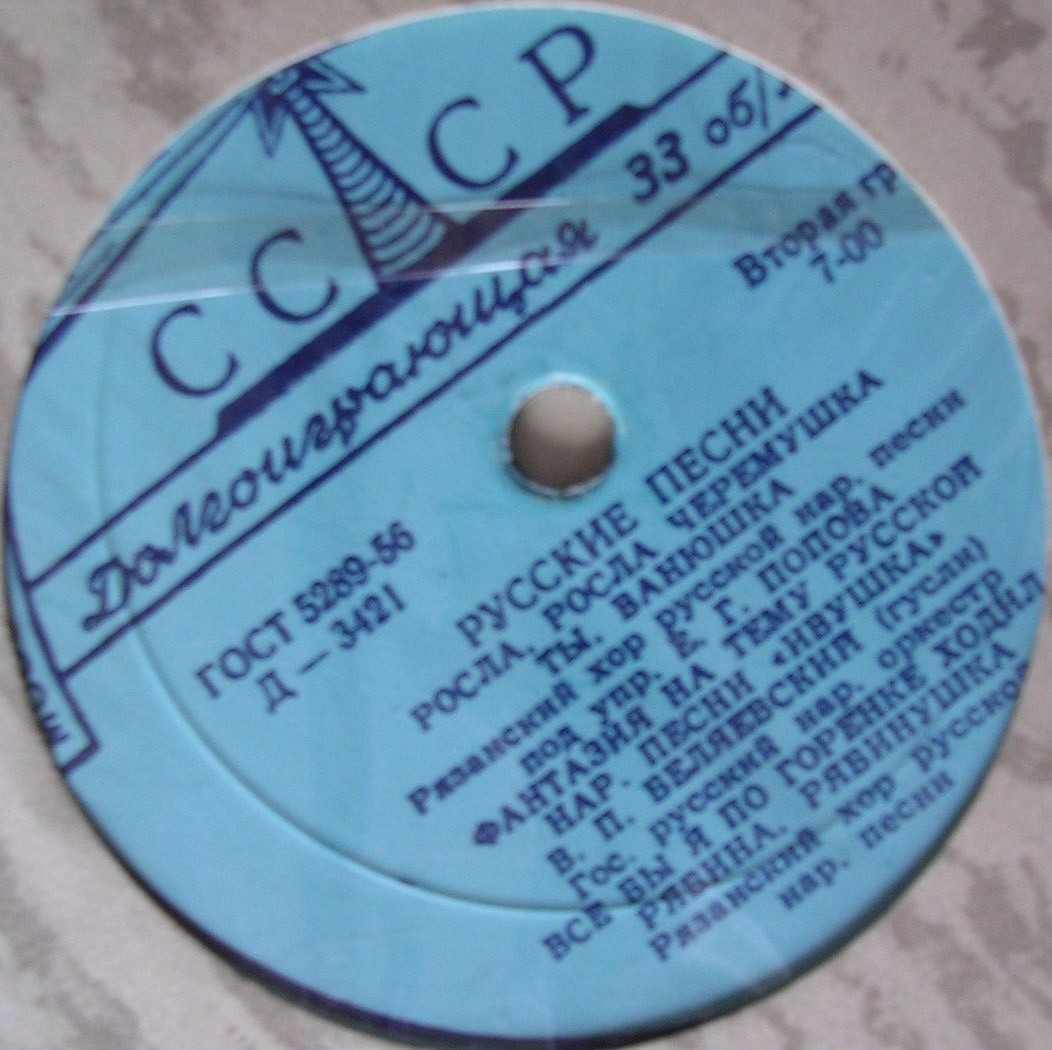 СССР
Долгоиграющая 33 об/
Вторая гр
7-00
ГОСТ 5289-56
Д — 3421
РУССКИЕ ПЕСНИ
РОСЛА, РОСЛА ЧЕРЕМУШКА
ТЫ, ВАНЮШКА
Рязанский хор русской нар. песни
под упр. Е. Г. ПОПОВА
ФАНТАЗИЯ НА ТЕМУ РУССКОЙ
НАР. ПЕСНИ «ИВУШКА»
В. П. БЕЛЯЕВСКИЙ (гусли)
Гос. русский нар. оркестр
ВСЕ БЫ Я ПО ГОРЕНКЕ ХОДИЛ
РЯБИНА, РЯБИНУШКА
Рязанский хор русско
нар. песни